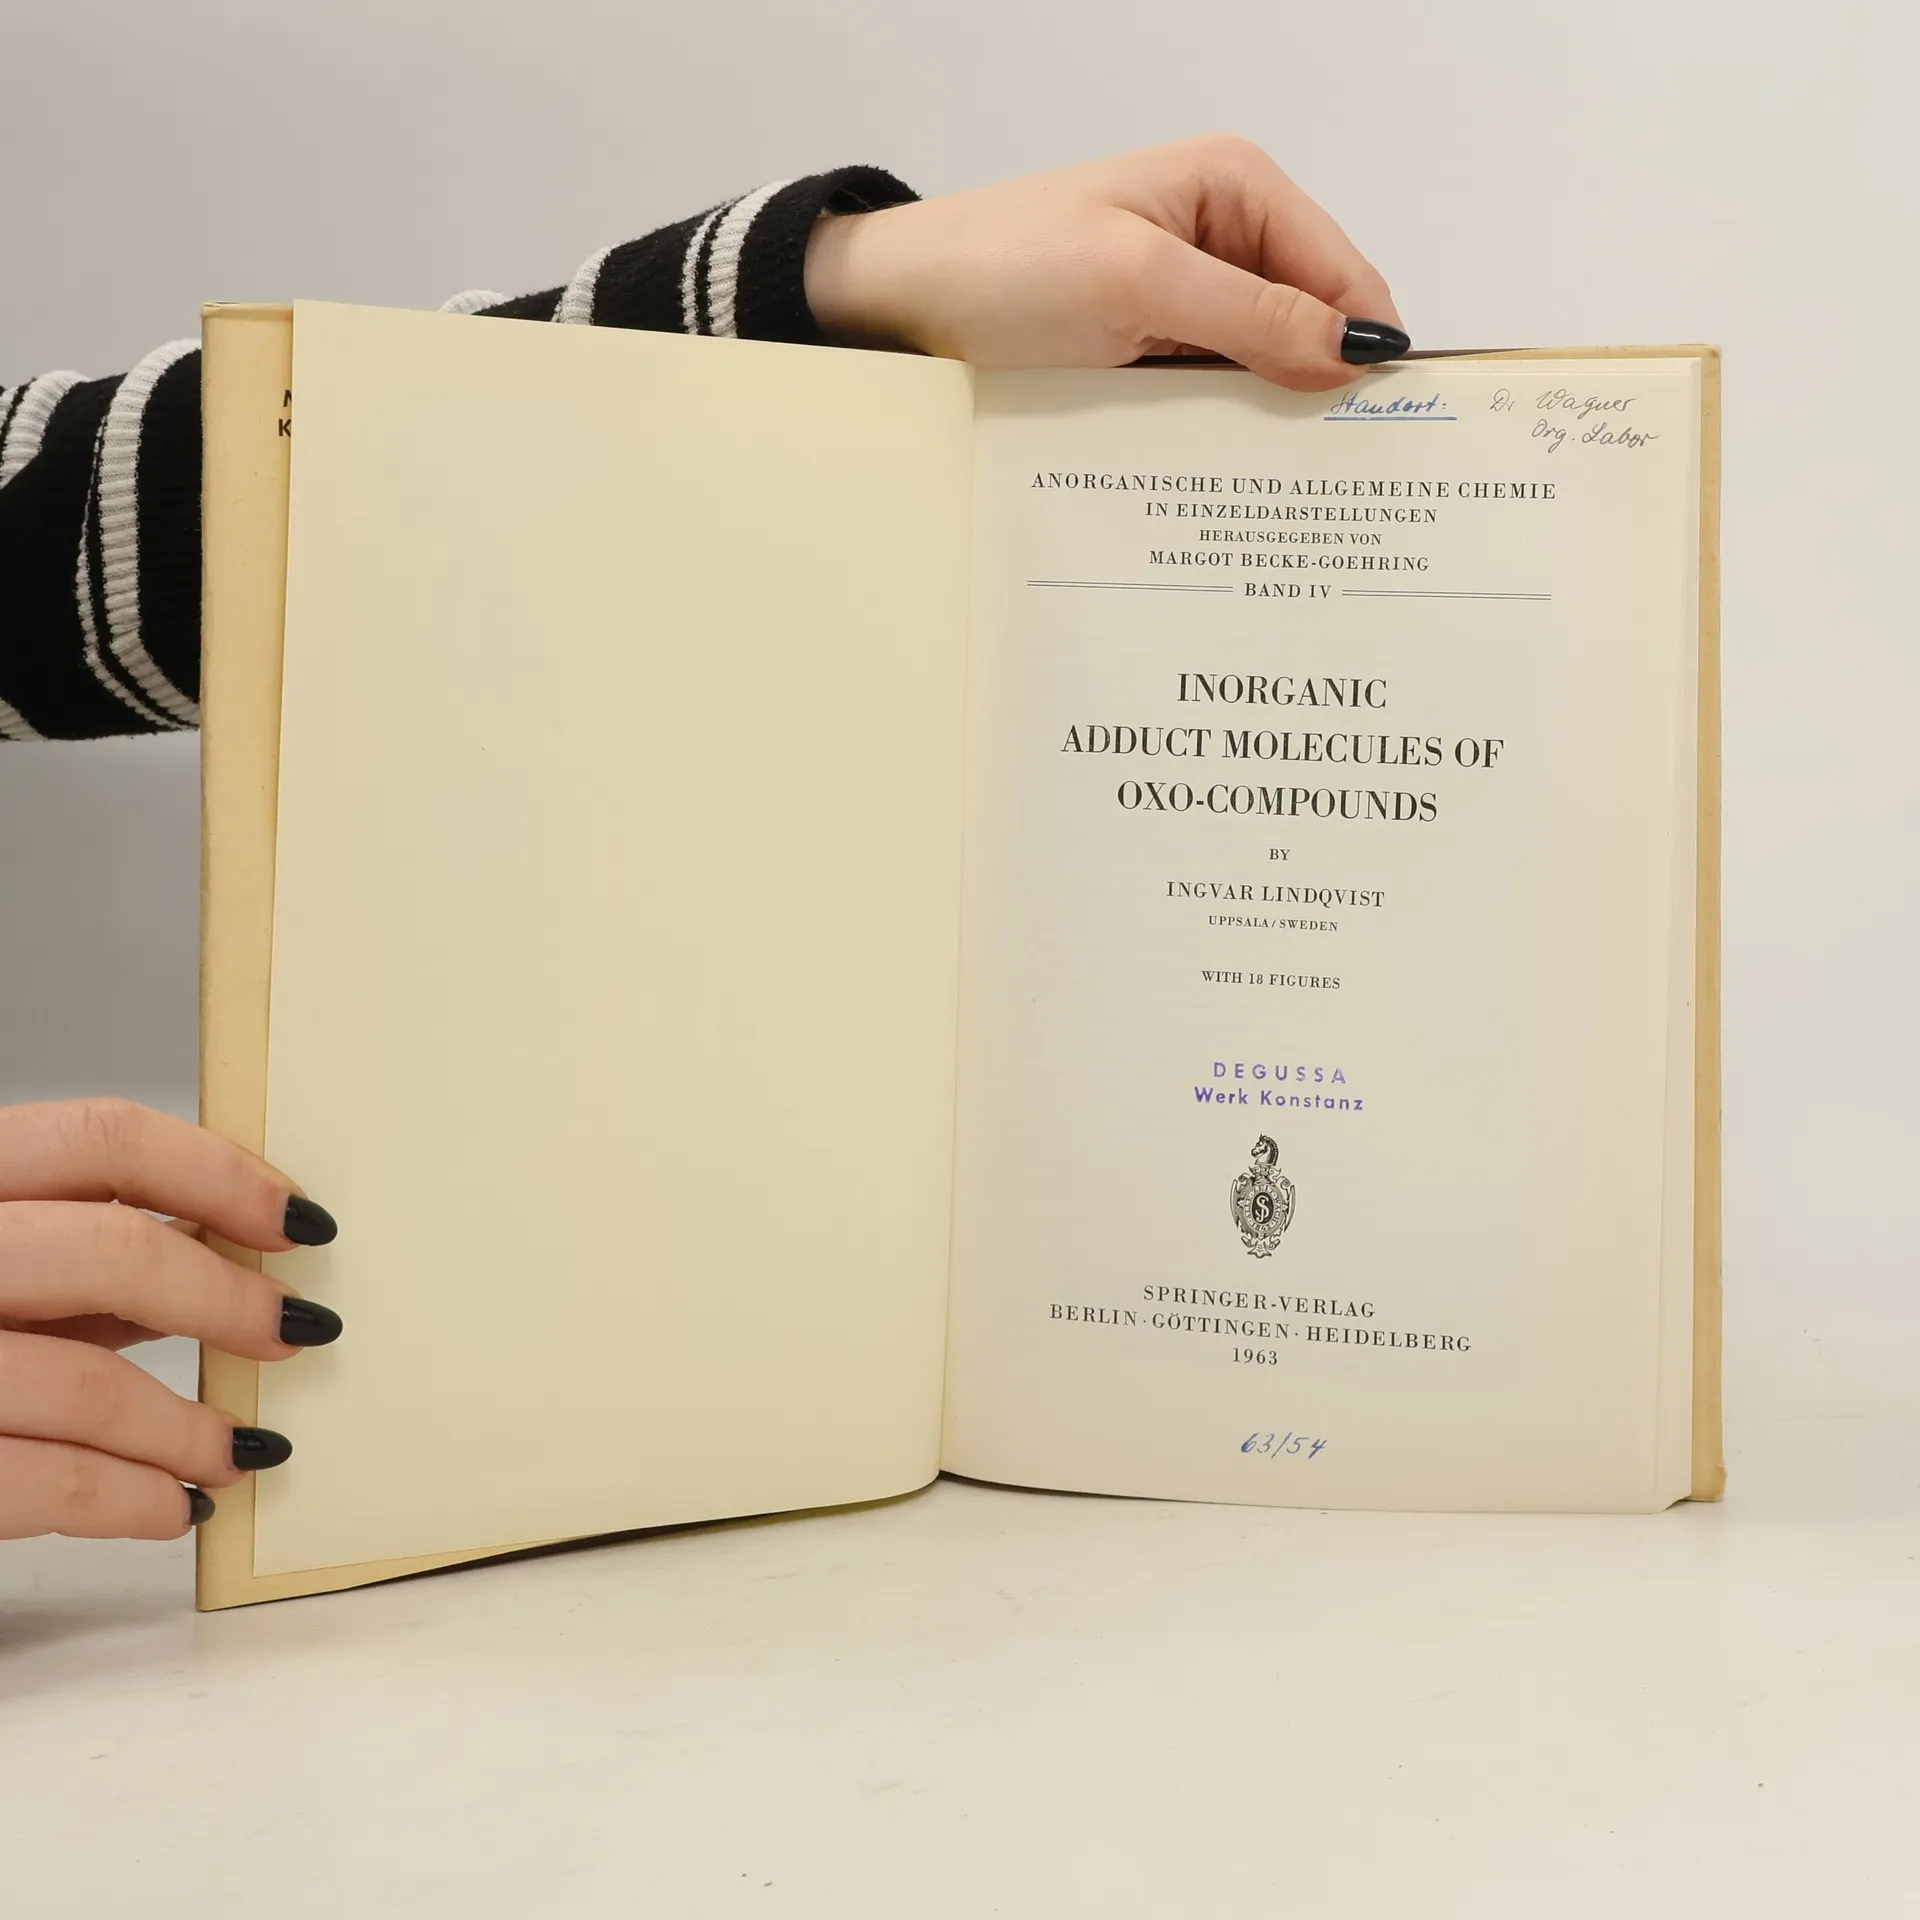 N
K
Standort: Dr Wagner
Org. Labor
ANORGANISCHE UND ALLGEMEINE CHEMIE
IN EINZELDARSTELLUNGEN
HERAUSGEGEBEN VON
MARGOT BECKE-GOEHRING
BAND IV
INORGANIC
ADDUCT MOLECULES OF
OXO-COMPOUNDS
BY
INGVAR LINDQVIST
UPPSALA/SWEDEN
WITH 18 FIGURES
DEGUSSA
Werk Konstanz
SPRINGER-VERLAG
BERLIN · GÖTTINGEN · HEIDELBERG
1963
63/54